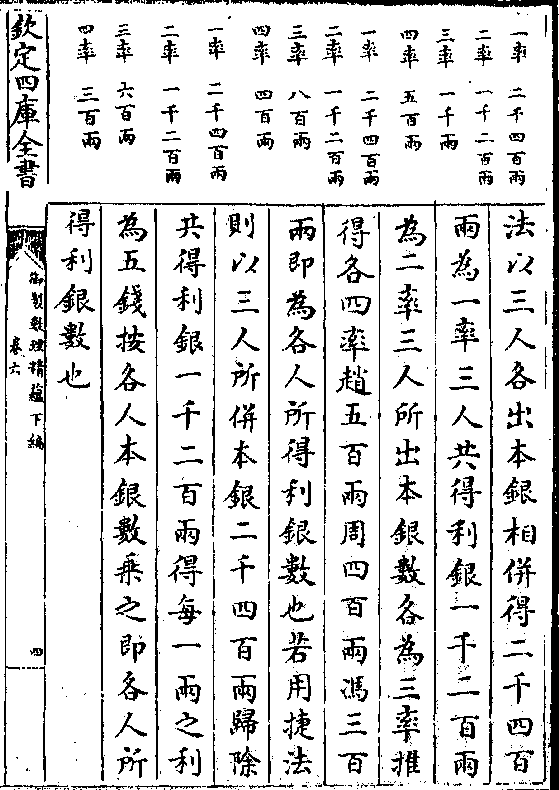 一率　二千四百兩
二率　一千二百兩
三率　一千兩
四率　五百兩
一率　二千四百兩
二率　一千二百兩
三率　八百兩
四率　四百兩
一率　二千四百兩
二率　一千二百兩
三率　六百兩
四率　三百兩
法以三人各出本銀相併得二千四百
兩為一率三人共得利銀一千二百兩
為二率三人所出本銀數各為三率推
得各四率趙五百兩周四百兩馮三百
兩即為各人所得利銀數也若用捷法
則以三人所併本銀二千四百兩歸除
共得利銀一千二百兩得每一兩之利
為五錢按各人本銀數乗之即各人所
得利銀數也
欽定四庫全書
御製數理精藴下編
卷六
四